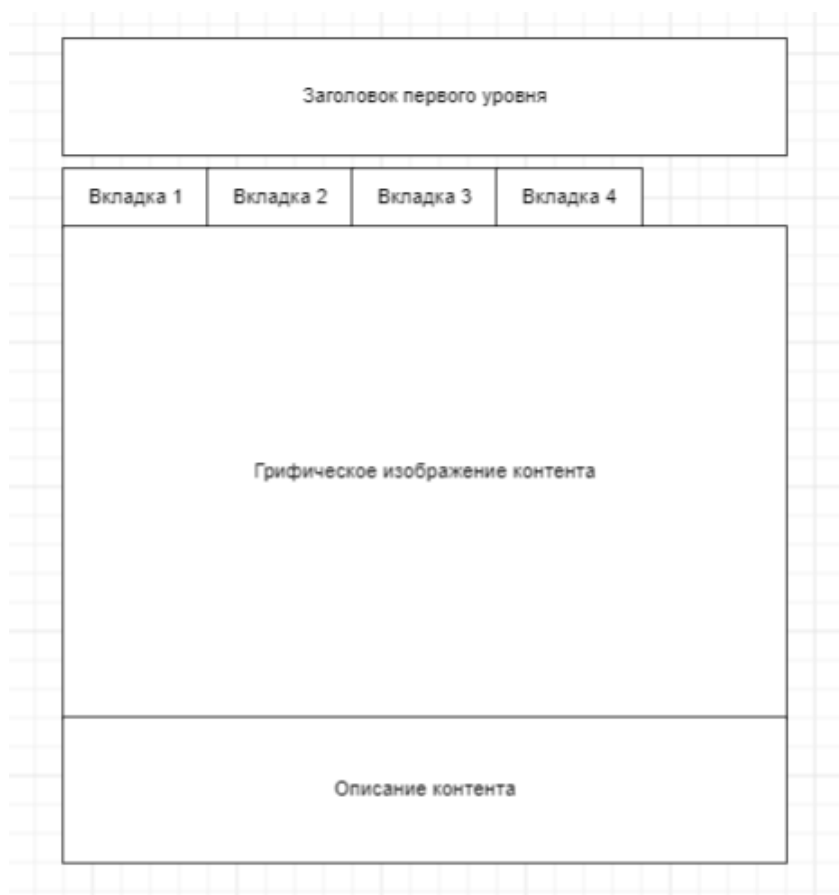 Заголовок первого уровня
Вкладка 1 Вкладка 2 Вкладка 3 Вкладка 4
Грифическое изображение контента
Описание контента